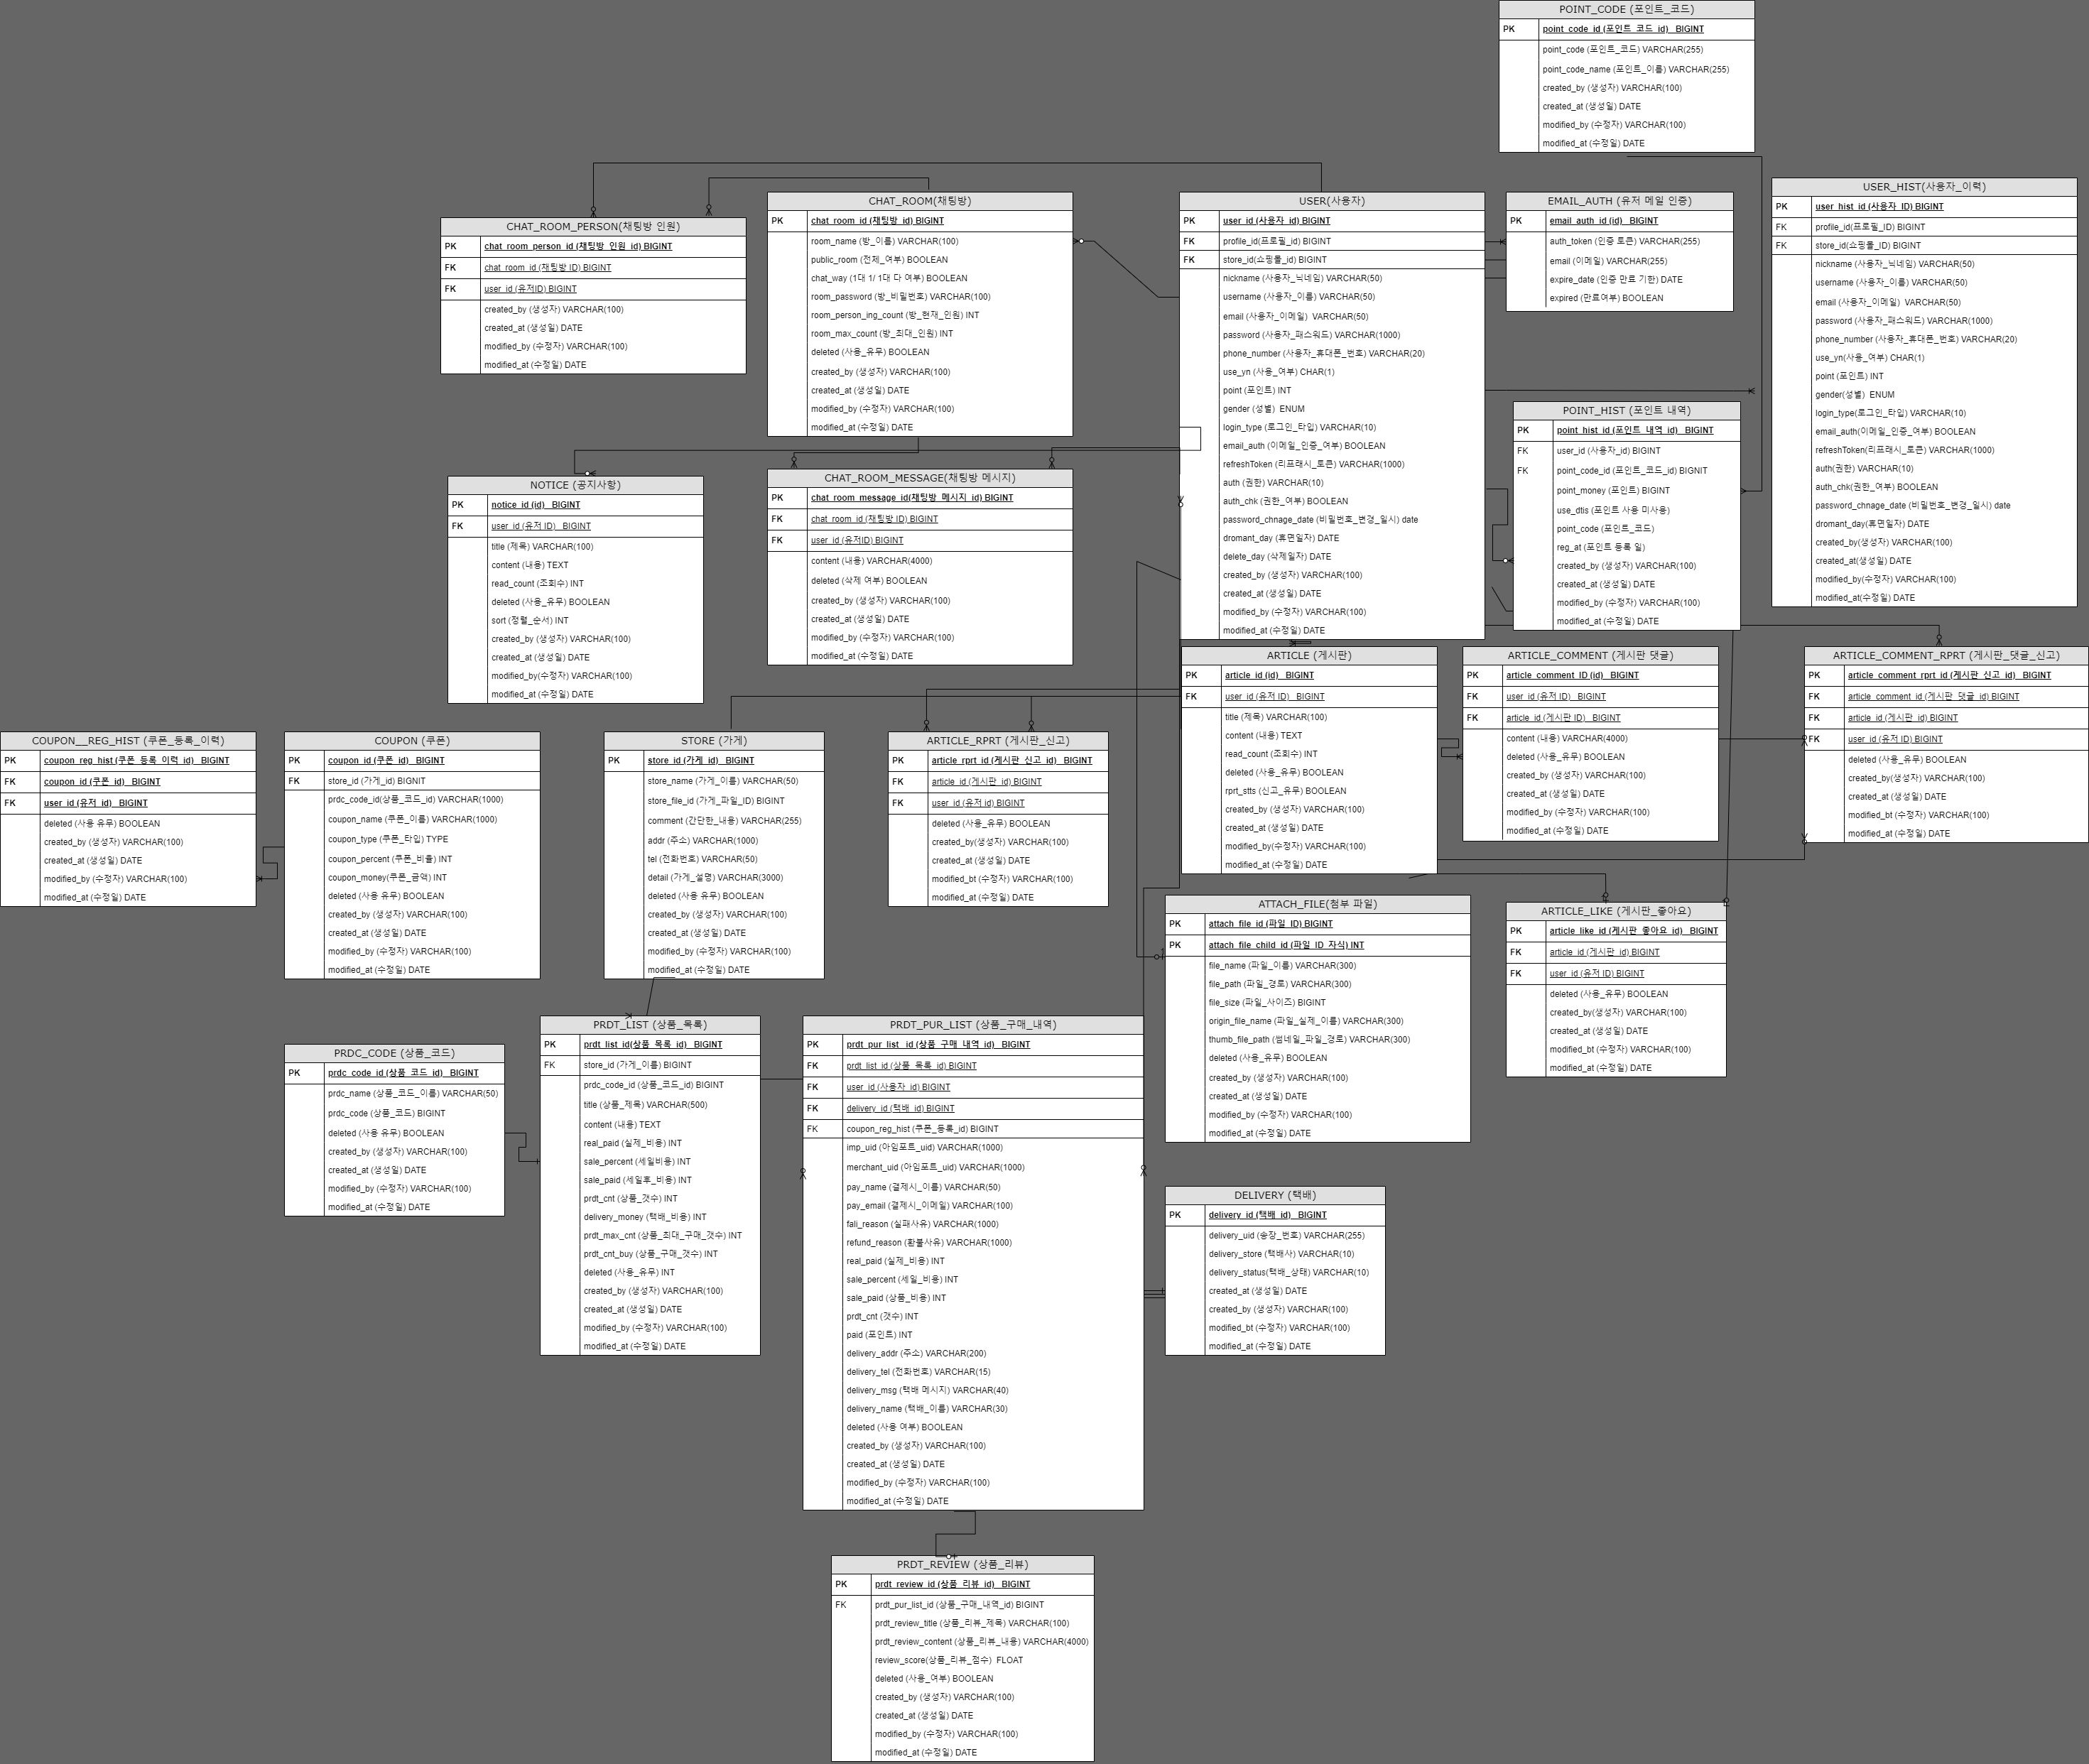 POINT_CODE (포인트_코드)
PK point_code_id (포인트_코드_id) BIGINT
point_code (포인트_코드) VARCHAR(255)
point_code_name (포인트_이름) VARCHAR(255)
created_by (생성자) VARCHAR(100)
created_at (생성일) DATE
modified_by (수정자) VARCHAR(100)
modified_at (수정일) DATE
CHAT_ROOM_PERSON(채팅방 인원)
PK chat_room_person_id (채팅방_인원_id) BIGINT
FK chat_room_id (채팅방 ID) BIGINT
FK user_id (유저ID) BIGINT
created_by (생성자) VARCHAR(100)
created_at (생성일) DATE
modified_by (수정자) VARCHAR(100)
modified_at (수정일) DATE
CHAT_ROOM(채팅방)
PK chat_room_id (채팅방_id) BIGINT
room_name (방_이름) VARCHAR(100)
public_room (전체_여부) BOOLEAN
chat_way (1대 1/ 1대 다 여부) BOOLEAN
room_password (방_비밀번호) VARCHAR(100)
room_person_ing_count (방_현재_인원) INT
room_max_count (방_최대_인원) INT
deleted (사용_유무) BOOLEAN
created_by (생성자) VARCHAR(100)
created_at (생성일) DATE
modified_by (수정자) VARCHAR(100)
modified_at (수정일) DATE
USER(사용자)
PK user_id (사용자_id) BIGINT
FK profile_id(프로필_id) BIGINT
FK store_id(쇼핑몰_id) BIGINT
nickname (사용자_닉네임) VARCHAR(50)
username (사용자_이름) VARCHAR(50)
email (사용자_이메일) VARCHAR(50)
password (사용자_패스워드) VARCHAR(1000)
phone_number (사용자_휴대폰_번호) VARCHAR(20)
use_yn (사용_여부) CHAR(1)
point (포인트) INT
gender (성별) ENUM
login_type (로그인_타입) VARCHAR(10)
email_auth (이메일_인증_여부) BOOLEAN
refreshToken (리프래시_토큰) VARCHAR(1000)
auth (권한) VARCHAR(10)
auth_chk (권한_여부) BOOLEAN
password_chnage_date (비밀번호_변경_일시) date
dromant_day (휴면일자) DATE
delete_day (삭제일자) DATE
created_by (생성자) VARCHAR(100)
created_at (생성일) DATE
modified_by (수정자) VARCHAR(100)
modified_at (수정일) DATE
EMAIL_AUTH (유저 메일 인증)
PK email_auth_id (id) BIGINT
auth_token (인증 토큰) VARCHAR(255)
email (이메일) VARCHAR(255)
expire_date (인증 만료 기한) DATE
expired (만료여부) BOOLEAN
USER_HIST(사용자_이력)
PK user_hist_id (사용자_ID) BIGINT
FK profile_id(프로필_ID) BIGINT
FK store_id(쇼핑몰_ID) BIGINT
nickname (사용자_닉네임) VARCHAR(50)
username (사용자_이름) VARCHAR(50)
email (사용자_이메일) VARCHAR(50)
password (사용자_패스워드) VARCHAR(1000)
phone_number (사용자_휴대폰_번호) VARCHAR(20)
use_yn(사용_여부) CHAR(1)
point (포인트) INT
gender(성별) ENUM
login_type(로그인_타입) VARCHAR(10)
email_auth(이메일_인증_여부) BOOLEAN
refreshToken(리프래시_토큰) VARCHAR(1000)
auth(권한) VARCHAR(10)
auth_chk(권한_여부) BOOLEAN
password_chnage_date (비밀번호_변경_일시) date
dromant_day(휴면일자) DATE
created_by(생성자) VARCHAR(100)
created_at(생성일) DATE
modified_by(수정자) VARCHAR(100)
modified_at(수정일) DATE
POINT_HIST (포인트 내역)
PK point_hist_id (포인트_내역_id) BIGINT
FK user_id (사용자_id) BIGINT
FK point_code_id (포인트_코드_id) BIGNIT
point_money (포인트) BIGINT
use_dtis (포인트 사용 미사용)
point_code (포인트_코드)
reg_at (포인트 등록 일)
created_by (생성자) VARCHAR(100)
created_at (생성일) DATE
modified_by (수정자) VARCHAR(100)
modified_at (수정일) DATE
NOTICE (공지사항)
PK notice_id (id) BIGINT
FK user_id (유저 ID) BIGINT
title (제목) VARCHAR(100)
content (내용) TEXT
read_count (조회수) INT
deleted (사용_유무) BOOLEAN
sort (정렬_순서) INT
created_by (생성자) VARCHAR(100)
created_at (생성일) DATE
modified_by(수정자) VARCHAR(100)
modified_at (수정일) DATE
CHAT_ROOM_MESSAGE(채팅방 메시지)
PK chat_room_message_id(채팅방_메시지_id) BIGINT
FK chat_room_id (채팅방 ID) BIGINT
FK user_id (유저ID) BIGINT
content (내용) VARCHAR(4000)
deleted (삭제 여부) BOOLEAN
created_by (생성자) VARCHAR(100)
created_at (생성일) DATE
modified_by (수정자) VARCHAR(100)
modified_at (수정일) DATE
ARTICLE (게시판)
PK article_id (id) BIGINT
FK user_id (유저 ID) BIGINT
title (제목) VARCHAR(100)
content (내용) TEXT
read_count (조회수) INT
deleted (사용_유무) BOOLEAN
rprt_stts (신고_유무) BOOLEAN
created_by (생성자) VARCHAR(100)
created_at (생성일) DATE
modified_by(수정자) VARCHAR(100)
modified_at (수정일) DATE
ARTICLE_COMMENT (게시판 댓글)
PK article_comment_ID (id) BIGINT
FK user_id (유저 ID) BIGINT
FK article_id (게시판 ID) BIGINT
content (내용) VARCHAR(4000)
deleted (사용_유무) BOOLEAN
created_by (생성자) VARCHAR(100)
created_at (생성일) DATE
modified_by (수정자) VARCHAR(100)
modified_at (수정일) DATE
ARTICLE_COMMENT_RPRT (게시판_댓글_신고)
PK article_comment_rprt_id (게시판_신고_id) BIGINT
FK article_comment_id (게시판_댓글_id) BIGINT
FK article_id (게시판_id) BIGINT
FK user_id (유저 ID) BIGINT
deleted (사용_유무) BOOLEAN
created_by(생성자) VARCHAR(100)
created_at (생성일) DATE
modified_bt (수정자) VARCHAR(100)
modified_at (수정일) DATE
COUPON__REG_HIST (쿠폰_등록_이력)
PK coupon_reg_hist (쿠폰_등록_이력_id) BIGINT
FK coupon_id (쿠폰_id) BIGINT
FK user_id (유저_id) BIGINT
deleted (사용 유무) BOOLEAN
created_by (생성자) VARCHAR(100)
created_at (생성일) DATE
modified_by (수정자) VARCHAR(100)
modified_at (수정일) DATE
COUPON (쿠폰)
PK coupon_id (쿠폰_id) BIGINT
FK store_id (가게_id) BIGNIT
prdc_code_id(상품_코드_id) VARCHAR(1000)
coupon_name (쿠폰_이름) VARCHAR(1000)
coupon_type (쿠폰_타입) TYPE
coupon_percent (쿠폰_비율) INT
coupon_money(쿠폰_금액) INT
deleted (사용 유무) BOOLEAN
created_by (생성자) VARCHAR(100)
created_at (생성일) DATE
modified_by (수정자) VARCHAR(100)
modified_at (수정일) DATE
STORE (가게)
PK store_id (가게_id) BIGINT
store_name (가게_이름) VARCHAR(50)
store_file_id (가게_파일_ID) BIGINT
comment (간단한_내용) VARCHAR(255)
addr (주소) VARCHAR(1000)
tel (전화번호) VARCHAR(50)
detail (가게_설명) VARCHAR(3000)
deleted (사용 유무) BOOLEAN
created_by (생성자) VARCHAR(100)
created_at (생성일) DATE
modified_by (수정자) VARCHAR(100)
modified_at (수정일) DATE
ARTICLE_RPRT (게시판_신고)
PK article_rprt_id (게시판_신고_id) BIGINT
FK article_id (게시판_id) BIGINT
FK user_id (유저 id) BIGINT
deleted (사용_유무) BOOLEAN
created_by(생성자) VARCHAR(100)
created_at (생성일) DATE
modified_bt (수정자) VARCHAR(100)
modified_at (수정일) DATE
ATTACH_FILE(첨부 파일)
PK attach_file_id (파일_ID) BIGINT
PK attach_file_child_id (파일_ID_자식) INT
file_name (파일_이름) VARCHAR(300)
file_path (파일_경로) VARCHAR(300)
file_size (파일_사이즈) BIGINT
origin_file_name (파일_실제_이름) VARCHAR(300)
thumb_file_path (썸네일_파일_경로) VARCHAR(300)
deleted (사용_유무) BOOLEAN
created_by (생성자) VARCHAR(100)
created_at (생성일) DATE
modified_by (수정자) VARCHAR(100)
modified_at (수정일) DATE
ARTICLE_LIKE (게시판_좋아요)
PK article_like_id (게시판_좋아요_id) BIGINT
FK article_id (게시판_id) BIGINT
FK user_id (유저 ID) BIGINT
deleted (사용_유무) BOOLEAN
created_by(생성자) VARCHAR(100)
created_at (생성일) DATE
modified_bt (수정자) VARCHAR(100)
modified_at (수정일) DATE
PRDC_CODE (상품_코드)
PK prdc_code_id (상품_코드_id) BIGINT
prdc_name (상품_코드_이름) VARCHAR(50)
prdc_code (상품_코드) BIGINT
deleted (사용 유무) BOOLEAN
created_by (생성자) VARCHAR(100)
created_at (생성일) DATE
modified_by (수정자) VARCHAR(100)
modified_at (수정일) DATE
PRDT_LIST (상품_목록)
PK prdt_list_id(상품_목록_id) BIGINT
FK store_id (가게_이름) BIGINT
prdc_code_id (상품_코드_id) BIGINT
title (상품_제목) VARCHAR(500)
content (내용) TEXT
real_paid (실제_비용) INT
sale_percent (세일비용) INT
sale_paid (세일후_비용) INT
prdt_cnt (상품_갯수) INT
delivery_money (택배_비용) INT
prdt_max_cnt (상품_최대_구매_갯수) INT
prdt_cnt_buy (상품_구매_갯수) INT
deleted (사용_유무) INT
created_by (생성자) VARCHAR(100)
created_at (생성일) DATE
modified_by (수정자) VARCHAR(100)
modified_at (수정일) DATE
PRDT_PUR_LIST (상품_구매_내역)
PK prdt_pur_list_id (상품_구매_내역_id) BIGINT
FK prdt_list_id (상품_목록_id) BIGINT
FK user_id (사용자_id) BIGINT
FK delivery_id (택배_id) BIGINT
FK coupon_reg_hist (쿠폰_등록_id) BIGINT
imp_uid (아임포트_uid) VARCHAR(1000)
merchant_uid (아임포트_uid) VARCHAR(1000)
pay_name (결제시_이름) VARCHAR(50)
pay_email (결제시_이메일) VARCHAR(100)
fali_reason (실패사유) VARCHAR(1000)
refund_reason (환불사유) VARCHAR(1000)
real_paid (실제_비용) INT
sale_percent (세일_비용) INT
sale_paid (상품_비용) INT
prdt_cnt (갯수) INT
paid (포인트) INT
delivery_addr (주소) VARCHAR(200)
delivery_tel (전화번호) VARCHAR(15)
delivery_msg (택배 메시지) VARCHAR(40)
delivery_name (택배_이름) VARCHAR(30)
deleted (사용 여부) BOOLEAN
created_by (생성자) VARCHAR(100)
created_at (생성일) DATE
modified_by (수정자) VARCHAR(100)
modified_at (수정일) DATE
DELIVERY (택배)
PK delivery_id (택배_id) BIGINT
delivery_uid (송장_번호) VARCHAR(255)
delivery_store (택배사) VARCHAR(10)
delivery_status(택배_상태) VARCHAR(10)
created_at (생성일) DATE
created_by (생성자) VARCHAR(100)
modified_bt (수정자) VARCHAR(100)
modified_at (수정일) DATE
PRDT_REVIEW (상품_리뷰)
PK prdt_review_id (상품_리뷰_id) BIGINT
FK prdt_pur_list_id (상품_구매_내역_id) BIGINT
prdt_review_title (상품_리뷰_제목) VARCHAR(100)
prdt_review_content (상품_리뷰_내용) VARCHAR(4000)
review_score(상품_리뷰_점수) FLOAT
deleted (사용_여부) BOOLEAN
created_by (생성자) VARCHAR(100)
created_at (생성일) DATE
modified_by (수정자) VARCHAR(100)
modified_at (수정일) DATE